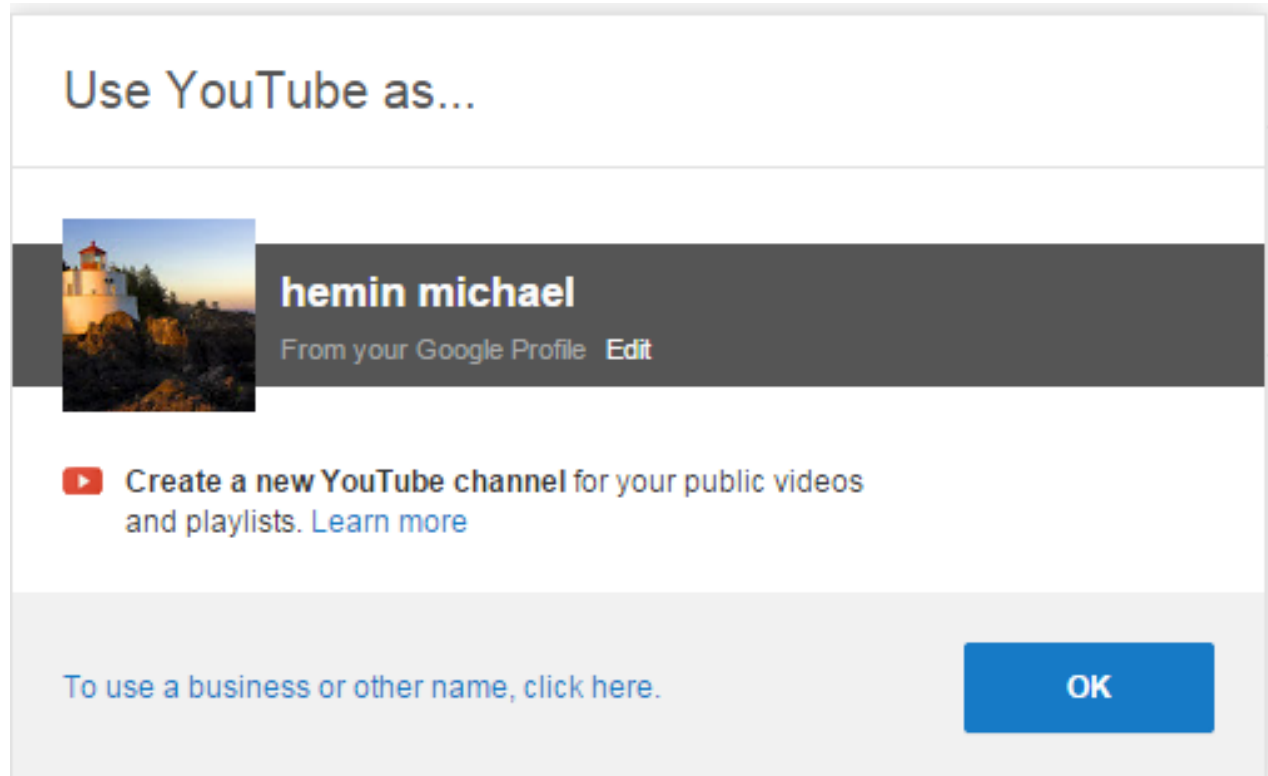 Use YouTube as...
hemin michael
From your Google Profile Edit
Create a new YouTube channel for your public videos
and playlists. Learn more
To use a business or other name, click here.
OK